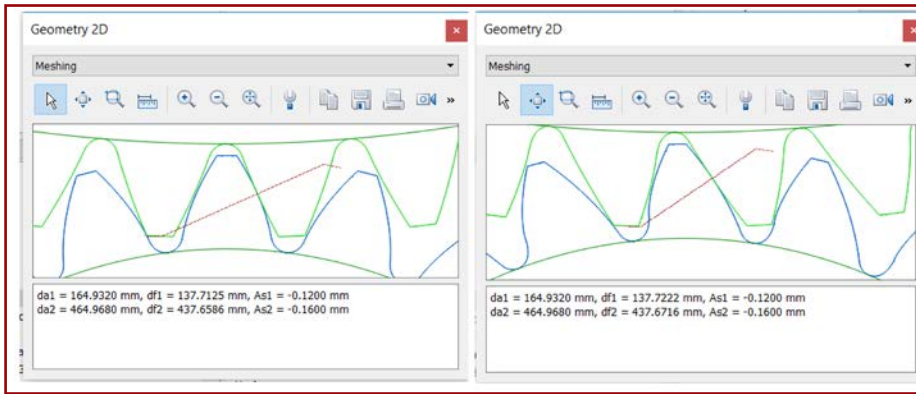 Geometry 2D
Meshing
»
da1 = 164.9320 mm, df1 = 137.7125 mm, As1 = -0.1200 mm
da2 = 464.9680 mm, df2 = 437.6586 mm, As2 = -0.1600 mm
Geometry 2D
Meshing
»
da1 = 164.9320 mm, df1 = 137.7222 mm, As1 = -0.1200 mm
da2 = 464.9680 mm, df2 = 437.6716 mm, As2 = -0.1600 mm